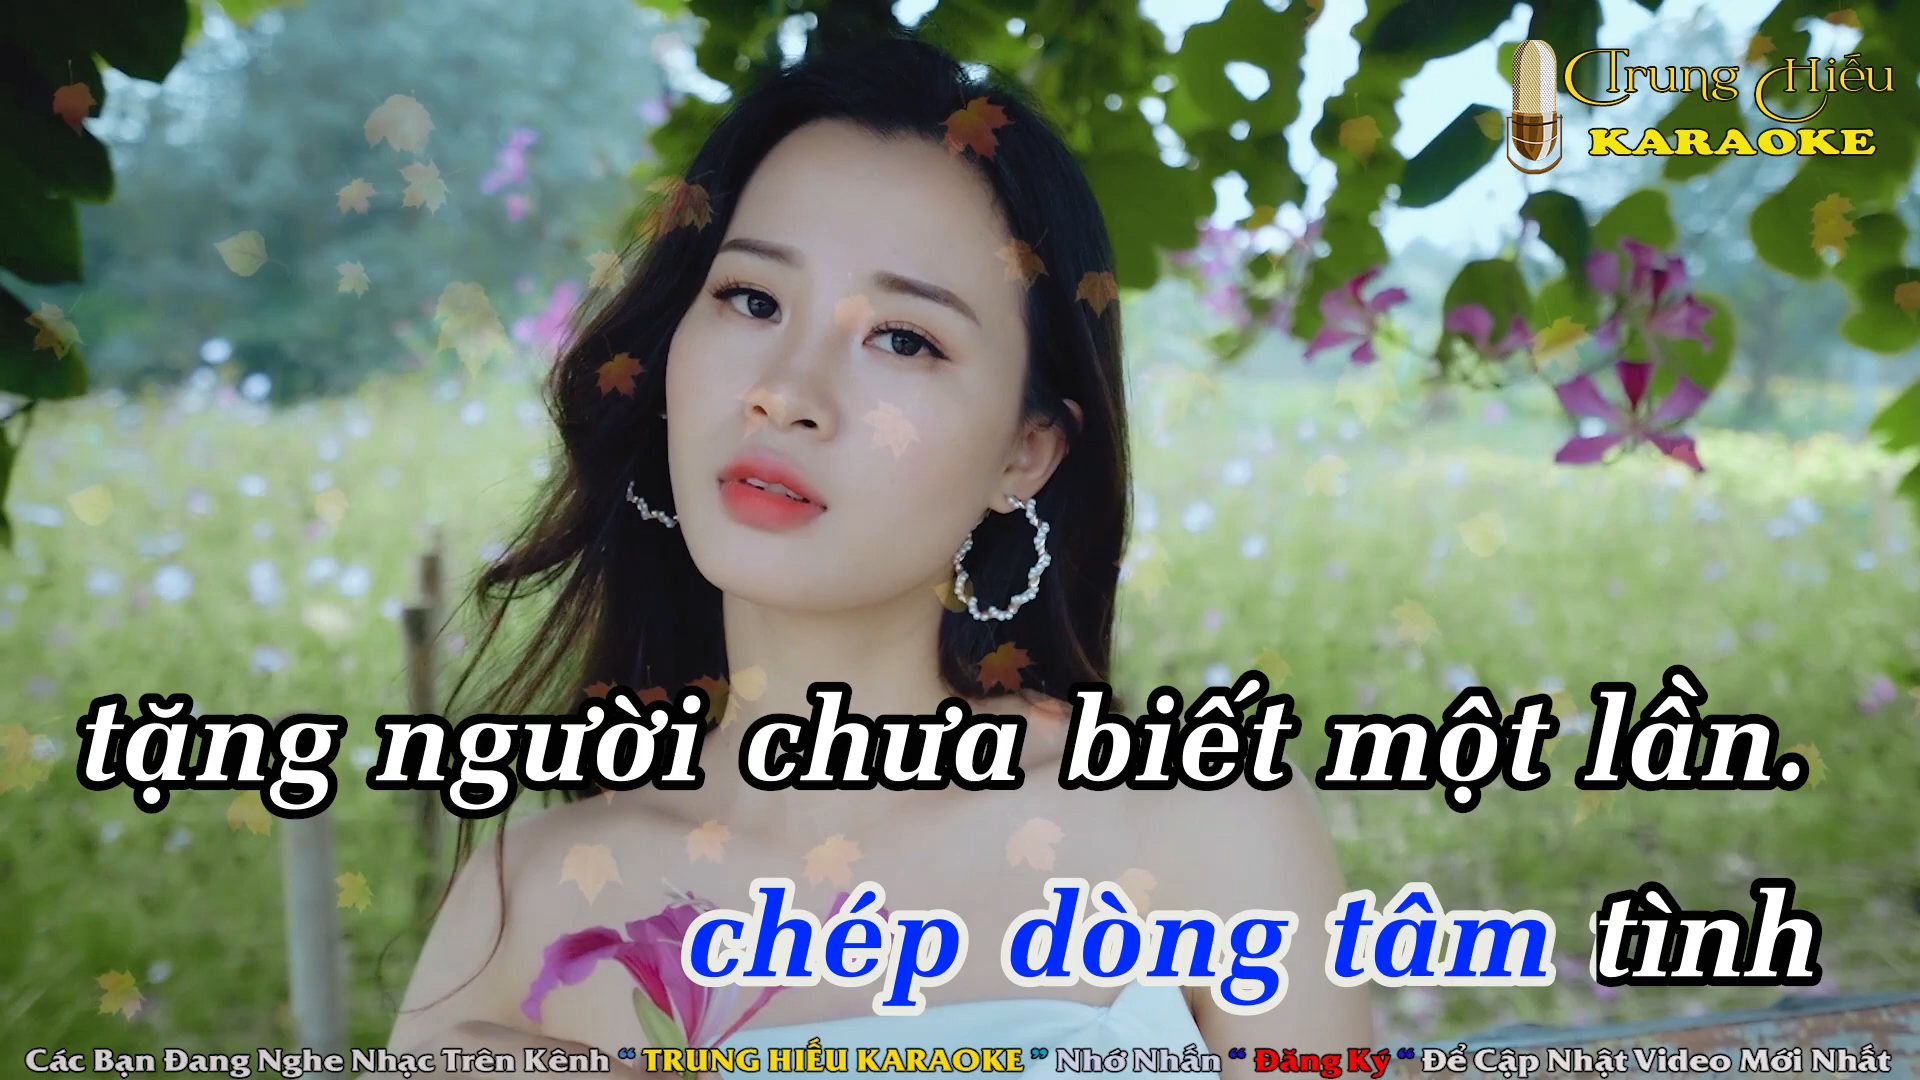 Trung Hiếu
KARAOKE
tặng người chưa biết một lần.
chép dòng tâm tình
Các Bạn Đang Nghe Nhạc Trên Kênh “ TRUNG HIẾU KARAOKE ” Nhớ Nhấn “ Đăng Ký “ Để Cập Nhật Video Mới Nhất